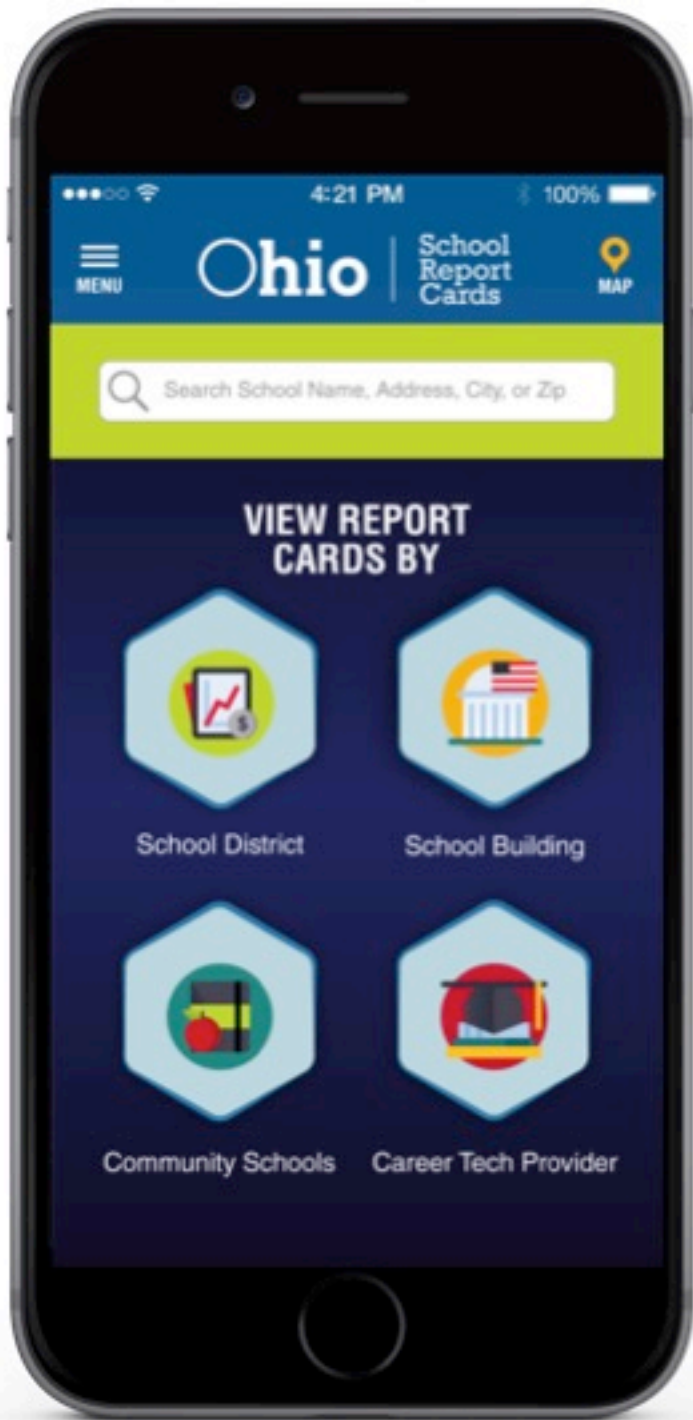 4:21 PM
100%
MENU
Ohio
School
Report
Cards
MAP
Search School Name, Address, City, or Zip
VIEW REPORT
CARDS BY
$
School District
School Building
Community Schools
Career Tech Provider